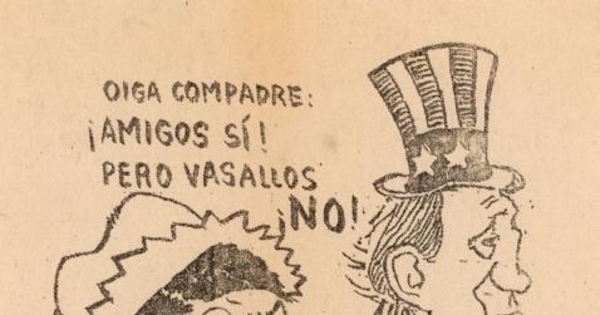 OIGA COMPADRE:
¡AMIGOS SÍ!
PERO VASALLOS
¡NO!